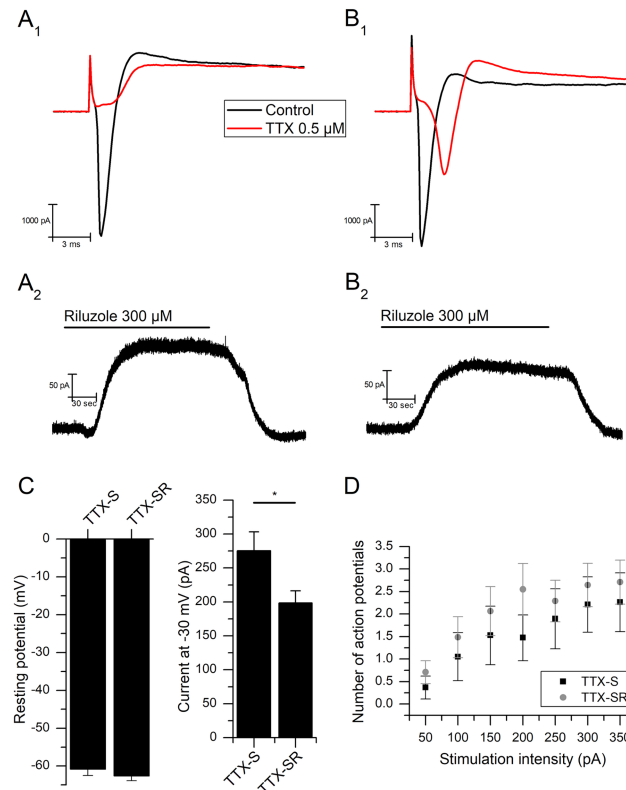 A1
B1
Control
TTX 0.5 µM
1000 pA
3 ms
1000 pA
3 ms
A2
B2
Riluzole 300 µM
50 pA
30 sec
Riluzole 300 µM
50 pA
30 sec
C
TTX-S
TTX-SR
Resting potential (mV)
0
-10
-20
-30
-40
-50
-60
*
Current at -30 mV (pA)
350
300
250
200
150
100
50
0
TTX-S
TTX-SR
D
Number of action potentials
3.5
3.0
2.5
2.0
1.5
1.0
0.5
0.0
TTX-S
TTX-SR
50 100 150 200 250 300 350
Stimulation intensity (pA)